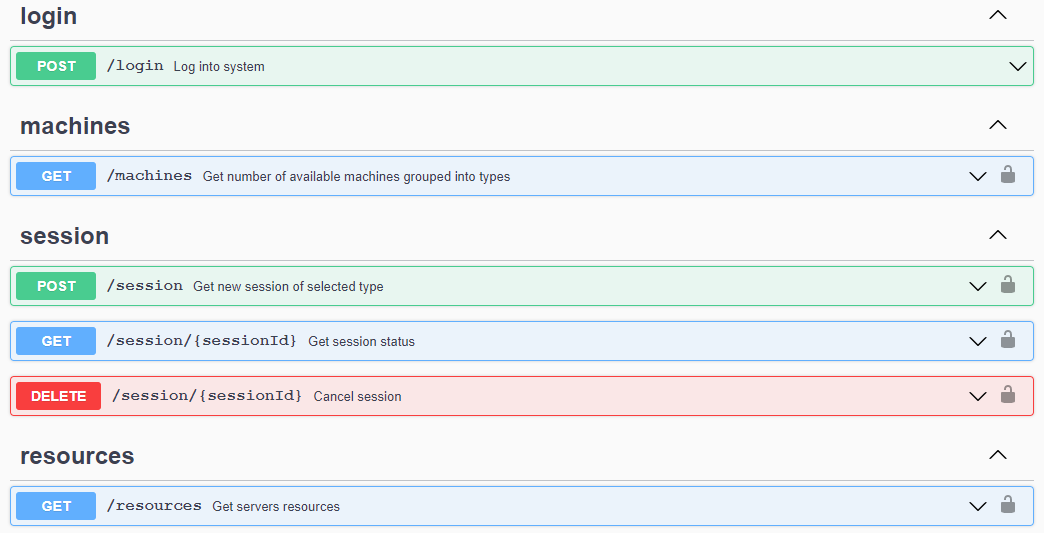 login
POST /login Log into system
machines
GET /machines Get number of available machines grouped into types
session
POST /session Get new session of selected type
GET /session/{sessionId} Get session status
DELETE /session/{sessionId} Cancel session
resources
GET /resources Get servers resources